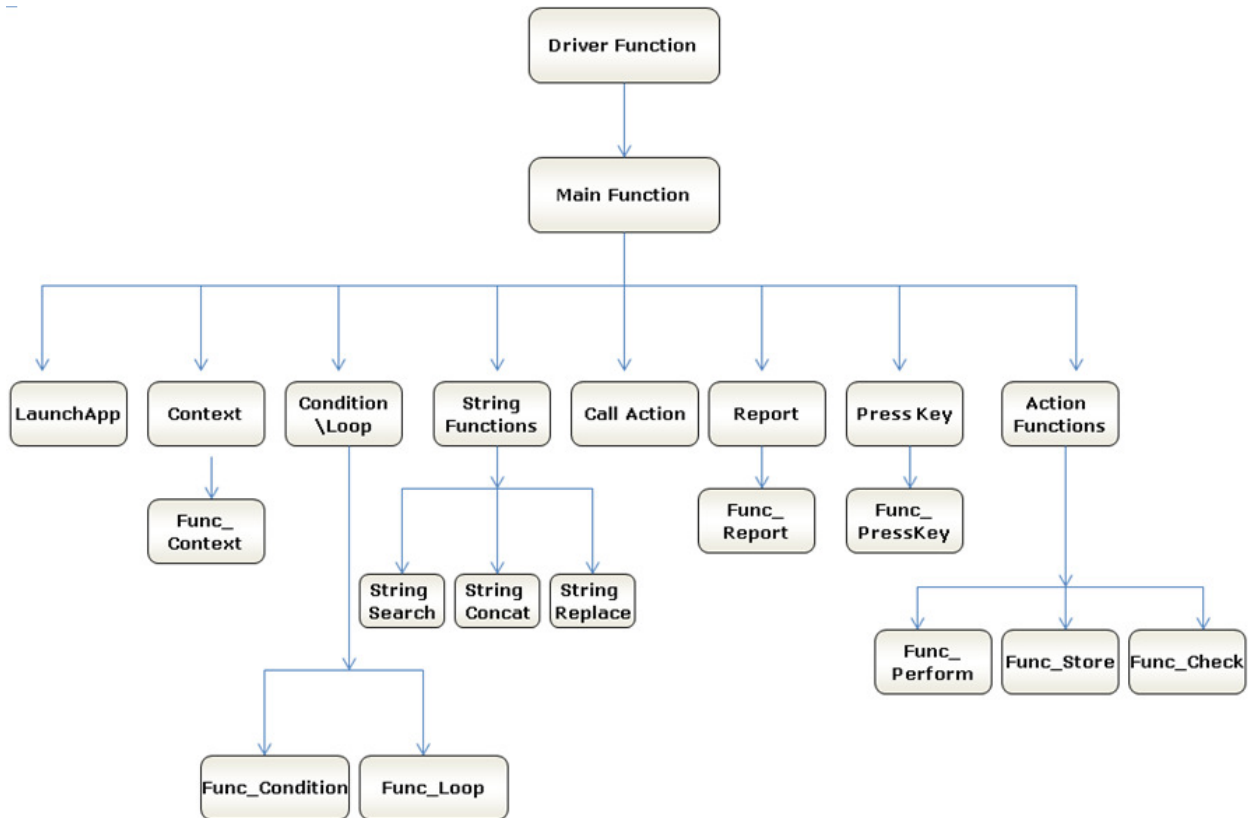 Driver Function
Main Function
LaunchApp
Context
Condition
\Loop
String
Functions
Call Action
Report
Press Key
Action
Functions
Func_
Context
Func_
Report
Func_
PressKey
String
Search
String
Concat
String
Replace
Func_
Perform
Func_Store
Func_Check
Func_Condition
Func_Loop